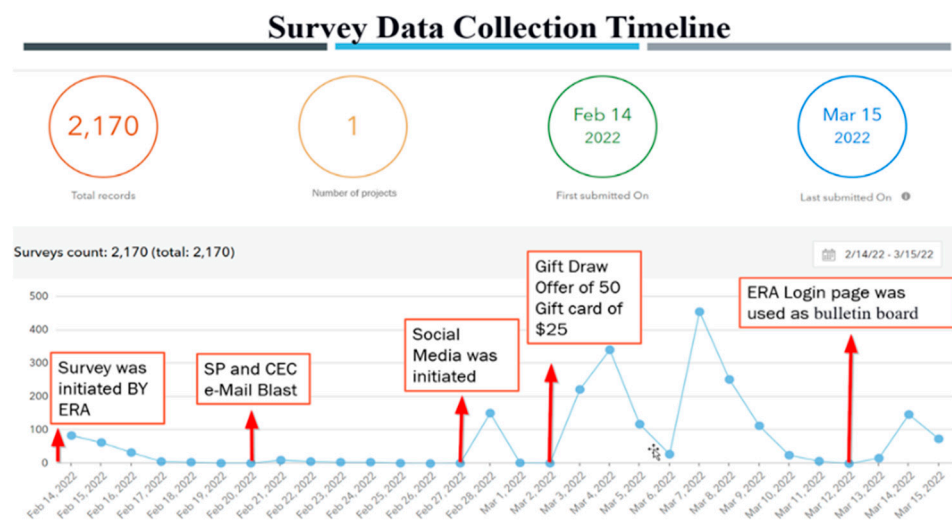 Survey Data Collection Timeline
2,170
Total records
1
Number of projects
Feb 14
2022
First submitted On
Mar 15
2022
Last submitted On
Surveys count: 2,170 (total: 2,170)
2/14/22 - 3/15/22
Survey was
initiated BY
ERA
SP and CEC
e-Mail Blast
Social
Media was
initiated
Gift Draw
Offer of 50
Gift card of
$25
ERA Login page was
used as bulletin board
500
400
300
200
100
0
Feb 14, 2022
Feb 15, 2022
Feb 16, 2022
Feb 17, 2022
Feb 18, 2022
Feb 19, 2022
Feb 20, 2022
Feb 21, 2022
Feb 22, 2022
Feb 23, 2022
Feb 24, 2022
Feb 25, 2022
Feb 26, 2022
Feb 27, 2022
Feb 28, 2022
Mar 1, 2022
Mar 2, 2022
Mar 3, 2022
Mar 4, 2022
Mar 5, 2022
Mar 6, 2022
Mar 7, 2022
Mar 8, 2022
Mar 9, 2022
Mar 10, 2022
Mar 11, 2022
Mar 12, 2022
Mar 13, 2022
Mar 14, 2022
Mar 15, 2022